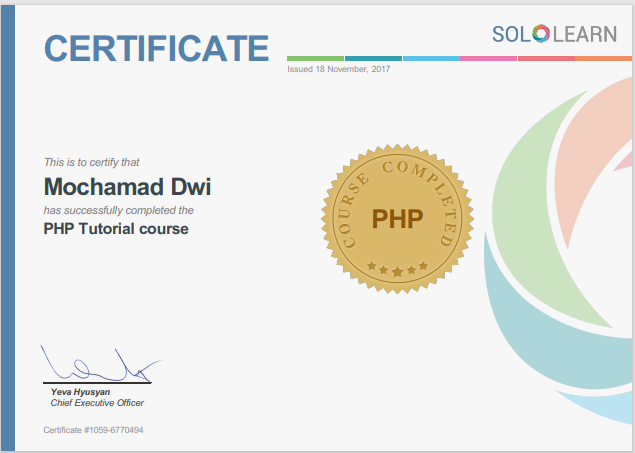 CERTIFICATE
SOLOLEARN
Issued 18 November, 2017
This is to certify that
Mochamad Dwi
has successfully completed the
PHP Tutorial course
COURSE COMPLETED
PHP
Yeva Hyusyan
Chief Executive Officer
Certificate #1059-6770494